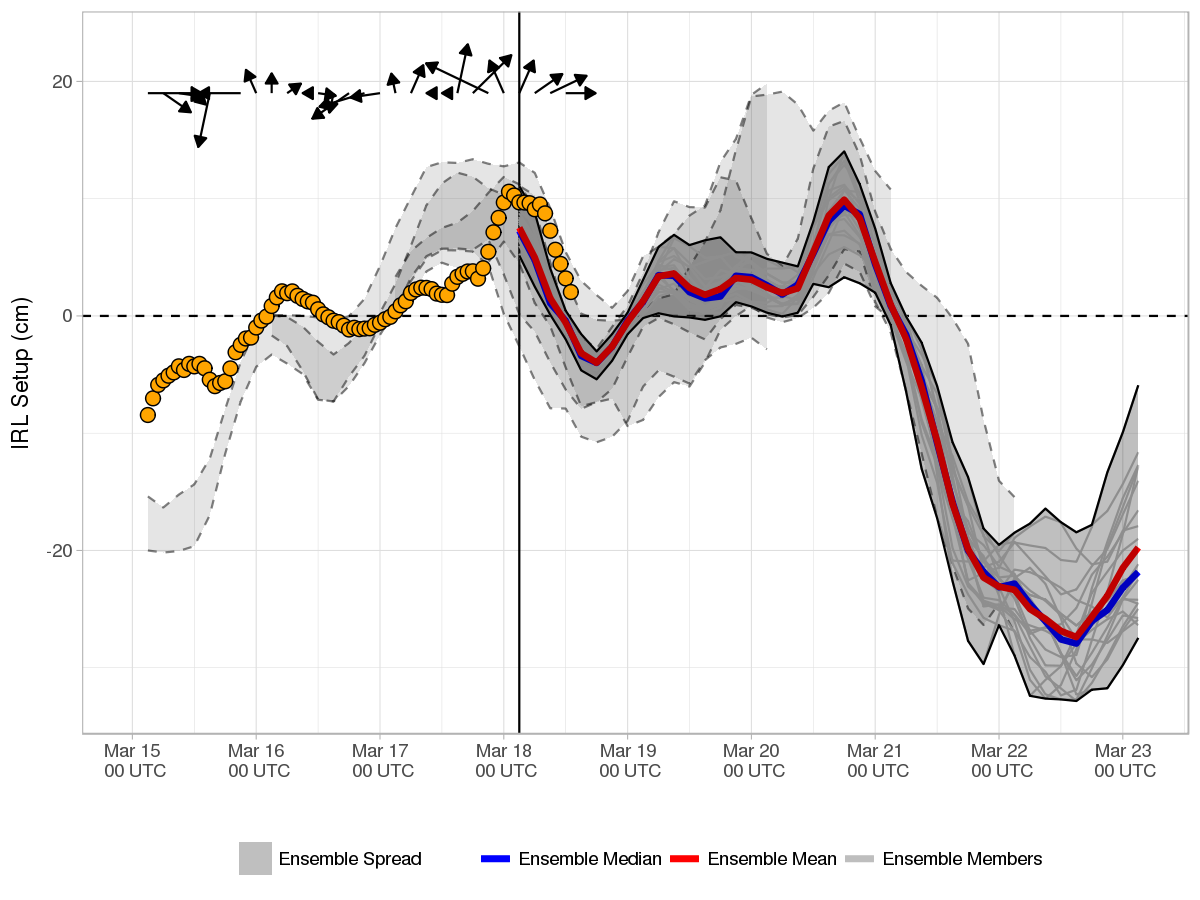 IRL Setup (cm)
20
0
-20
Mar 15 Mar 16 Mar 17 Mar 18 Mar 19 Mar 20 Mar 21 Mar 22 Mar 23
00 UTC 00 UTC 00 UTC 00 UTC 00 UTC 00 UTC 00 UTC 00 UTC 00 UTC
Ensemble Spread Ensemble Median Ensemble Mean Ensemble Members